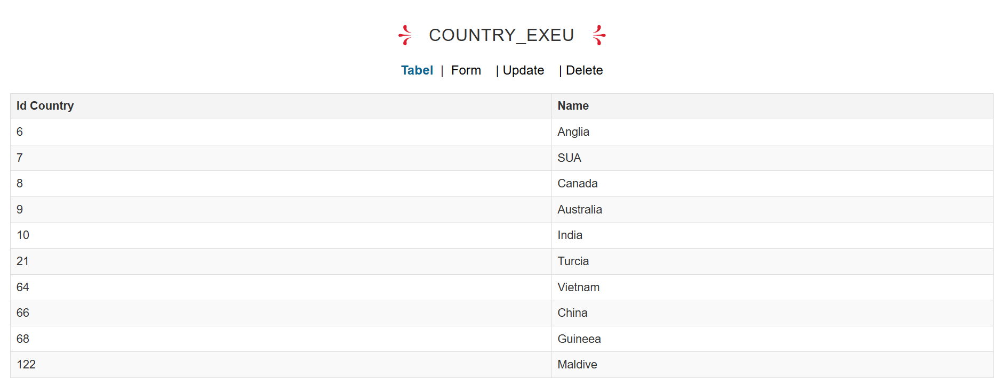 COUNTRY_EXEU
Tabel | Form | Update | Delete
Id Country Name
6 Anglia
7 SUA
8 Canada
9 Australia
10 India
21 Turcia
64 Vietnam
66 China
68 Guineea
122 Maldive